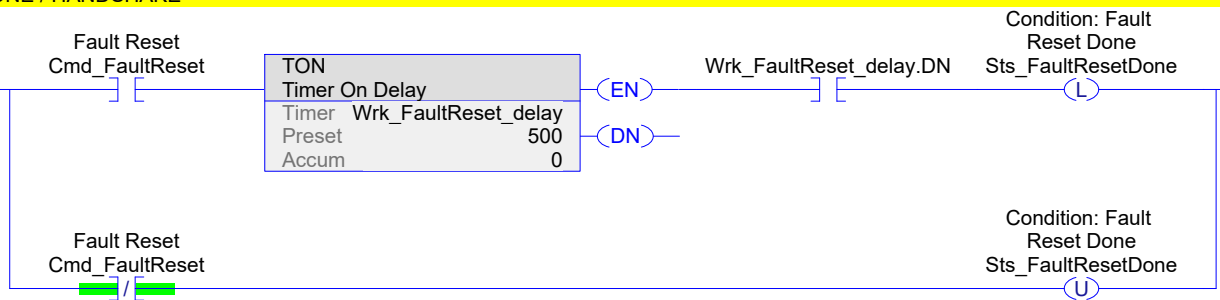 Fault Reset
Cmd_FaultReset
TON
Timer On Delay
Timer Wrk_FaultReset_delay
Preset 500
Accum 0
EN
DN
Wrk_FaultReset_delay.DN
Condition: Fault
Reset Done
Sts_FaultResetDone
L
Fault Reset
Cmd_FaultReset
/
Condition: Fault
Reset Done
Sts_FaultResetDone
U